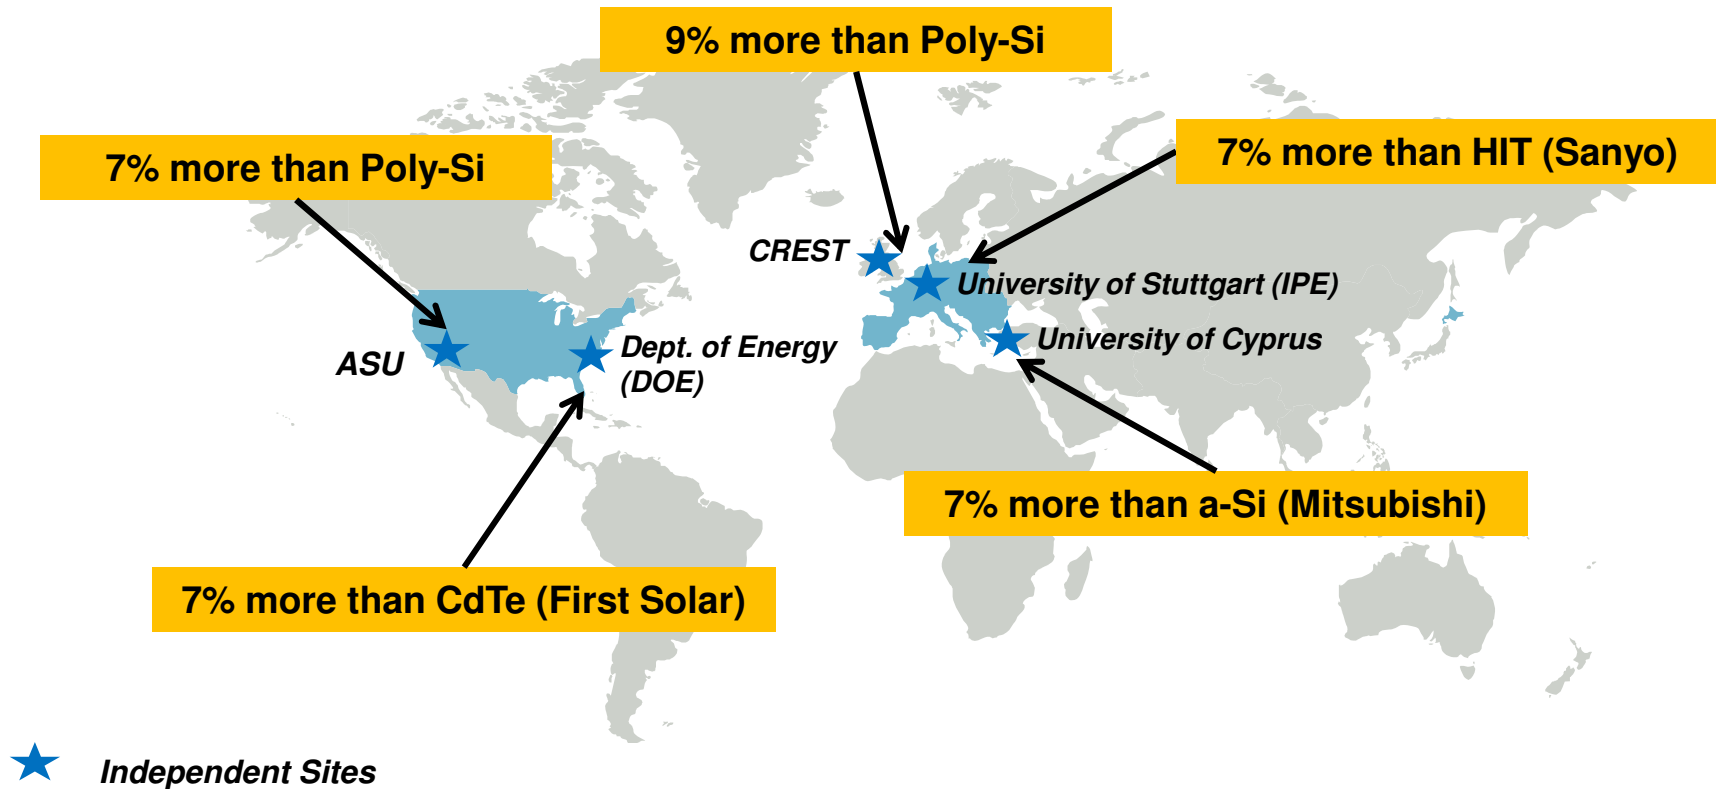 9% more than Poly-Si
7% more than Poly-Si
7% more than HIT (Sanyo)
CREST
University of Stuttgart (IPE)
University of Cyprus
ASU
Dept. of Energy
(DOE)
7% more than a-Si (Mitsubishi)
7% more than CdTe (First Solar)
Independent Sites